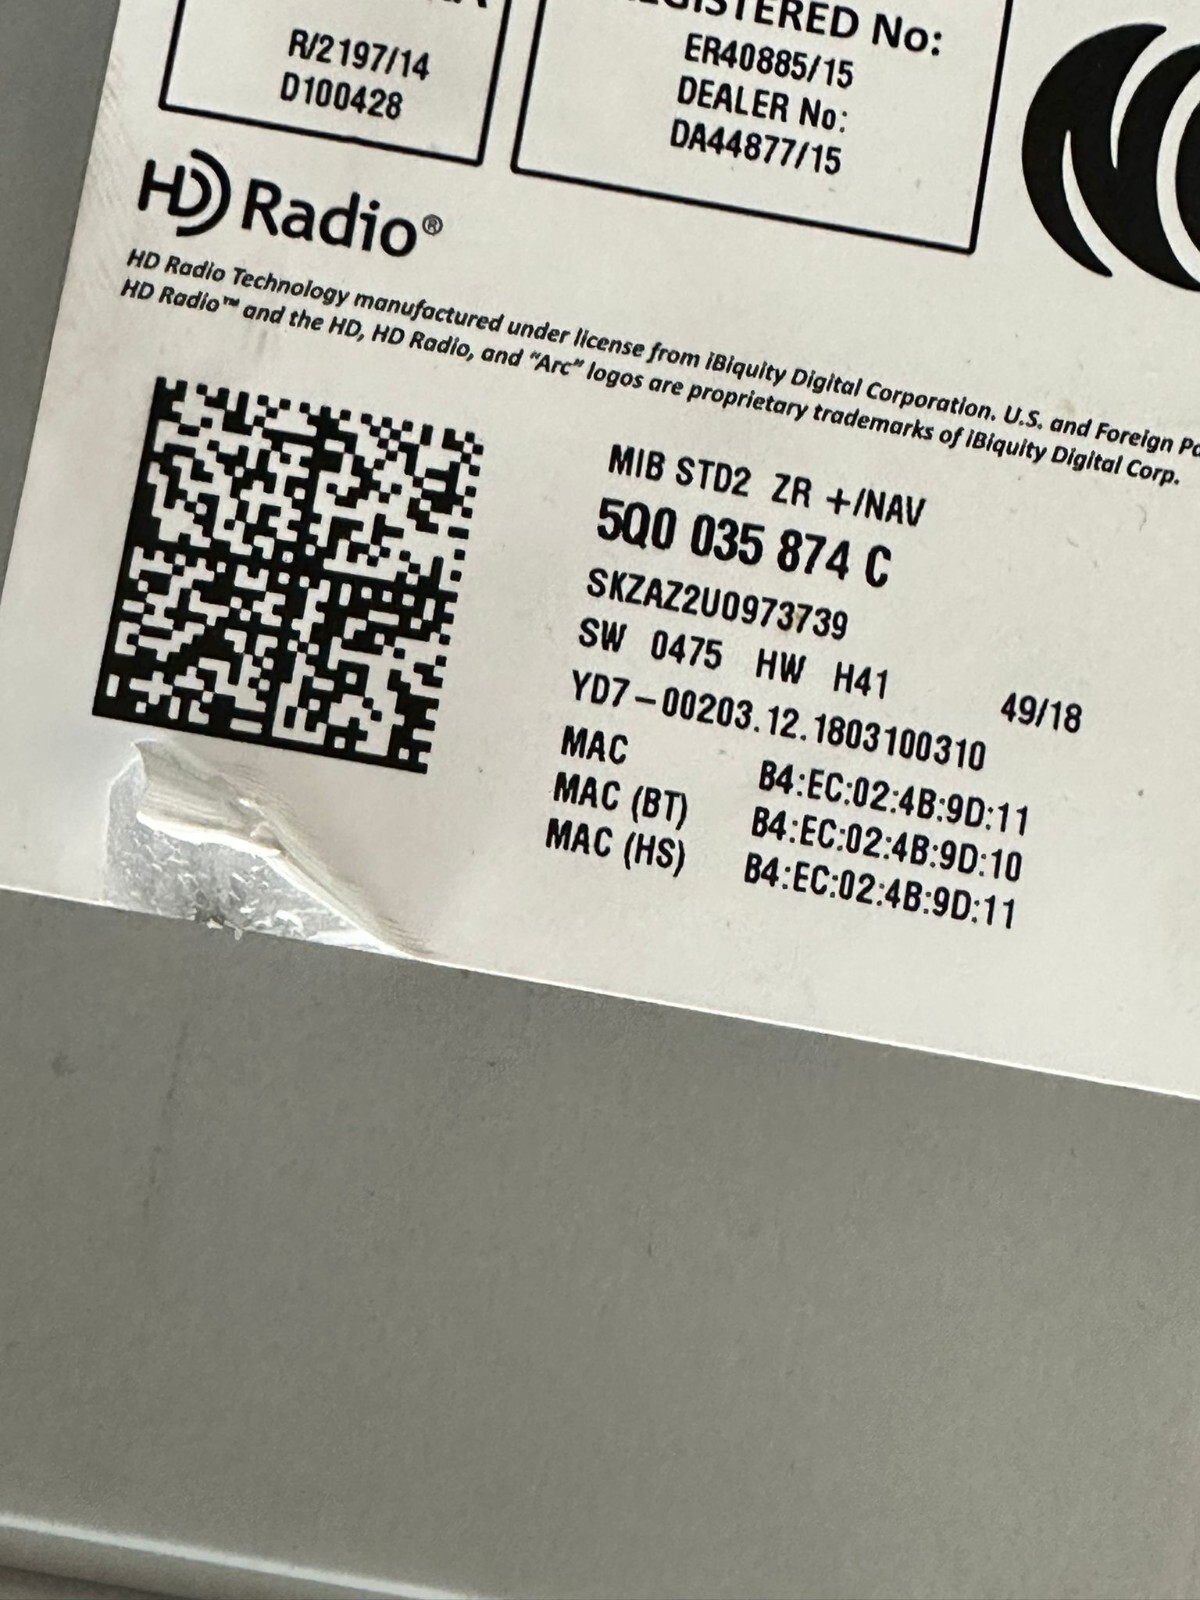 REGISTERED No:
R/2197/14
D100428
ER40885/15
DEALER No:
DA44877/15
HD Radio®
HD Radio Technology manufactured under license from iBiquity Digital Corporation. U.S. and Foreign
HD Radio™ and the HD, HD Radio, and “Arc” logos are proprietary trademarks of iBiquity Digital Corp.
MIB STD2 ZR +/NAV
5Q0 035 874 C
SKZAZ2U0973739
SW 0475 HW H41 49/18
YD7-00203.12.1803100310
MAC B4:EC:02:4B:9D:11
MAC (BT) B4:EC:02:4B:9D:10
MAC (HS) B4:EC:02:4B:9D:11